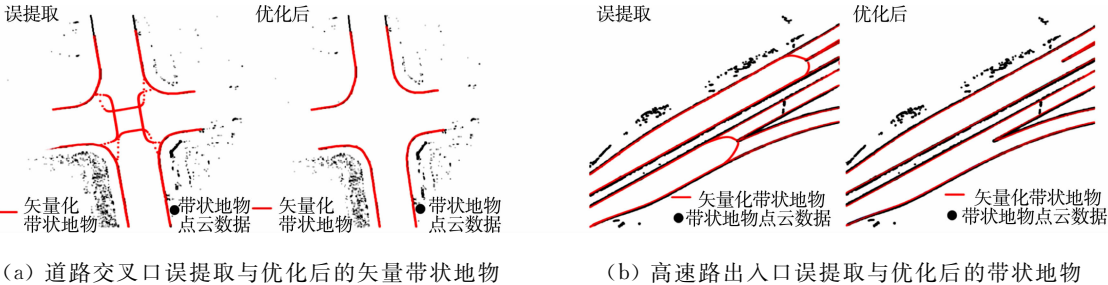 误提取
优化后
矢量化
带状地物
带状地物
点云数据
矢量化
带状地物
带状地物
点云数据
(a) 道路交叉口误提取与优化后的矢量带状地物
误提取
优化后
矢量化带状地物
带状地物点云数据
矢量化带状地物
带状地物点云数据
(b) 高速路出入口误提取与优化后的带状地物